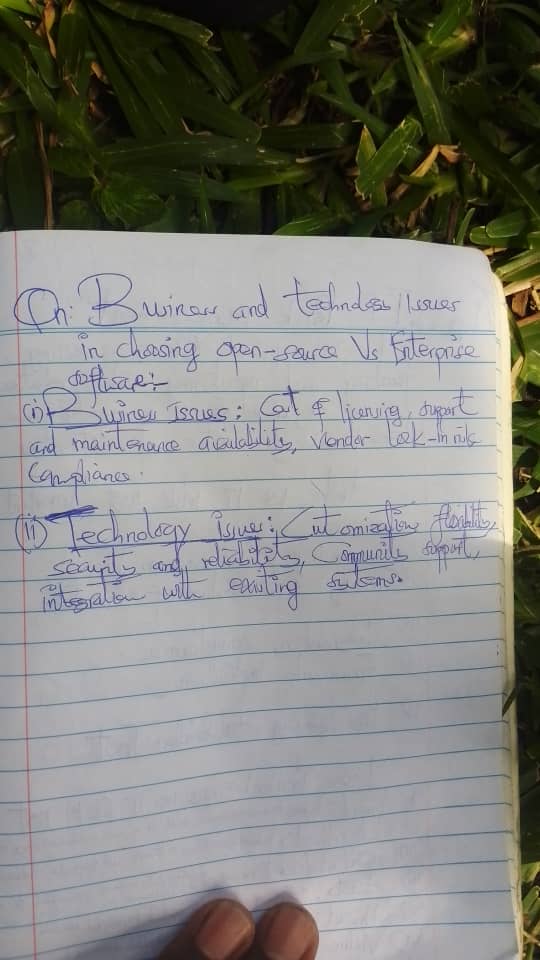 Qn: Business and technology issues
in choosing open-source Vs Enterprise
software:-
(i) Business Issues: Cost & licensing, support
and maintenance availability, Vendor lock-in risk
Compliance.
(ii) Technology issues: Customization flexibility,
security and reliability, Community support,
integration with existing systems.